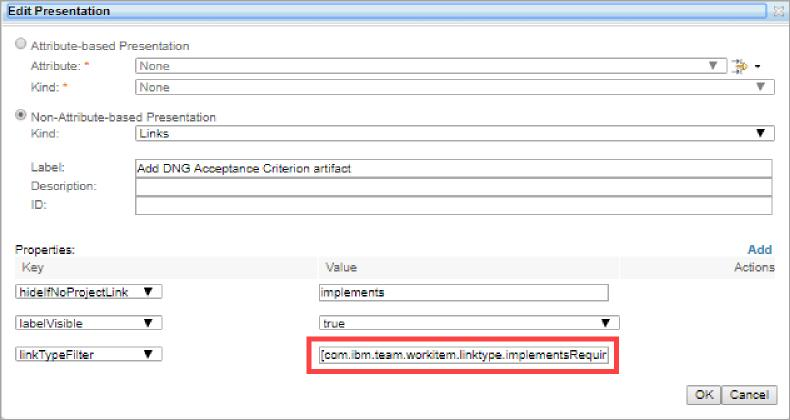 Edit Presentation
Attribute-based Presentation
Attribute: * None
Kind: * None
Non-Attribute-based Presentation
Kind: Links
Label: Add DNG Acceptance Criterion artifact
Description:
ID:
Properties: Add
Key Value Actions
hideIfNoProjectLink implements
labelVisible true
linkTypeFilter [com.ibm.team.workitem.linktype.implementsRequir
OK Cancel